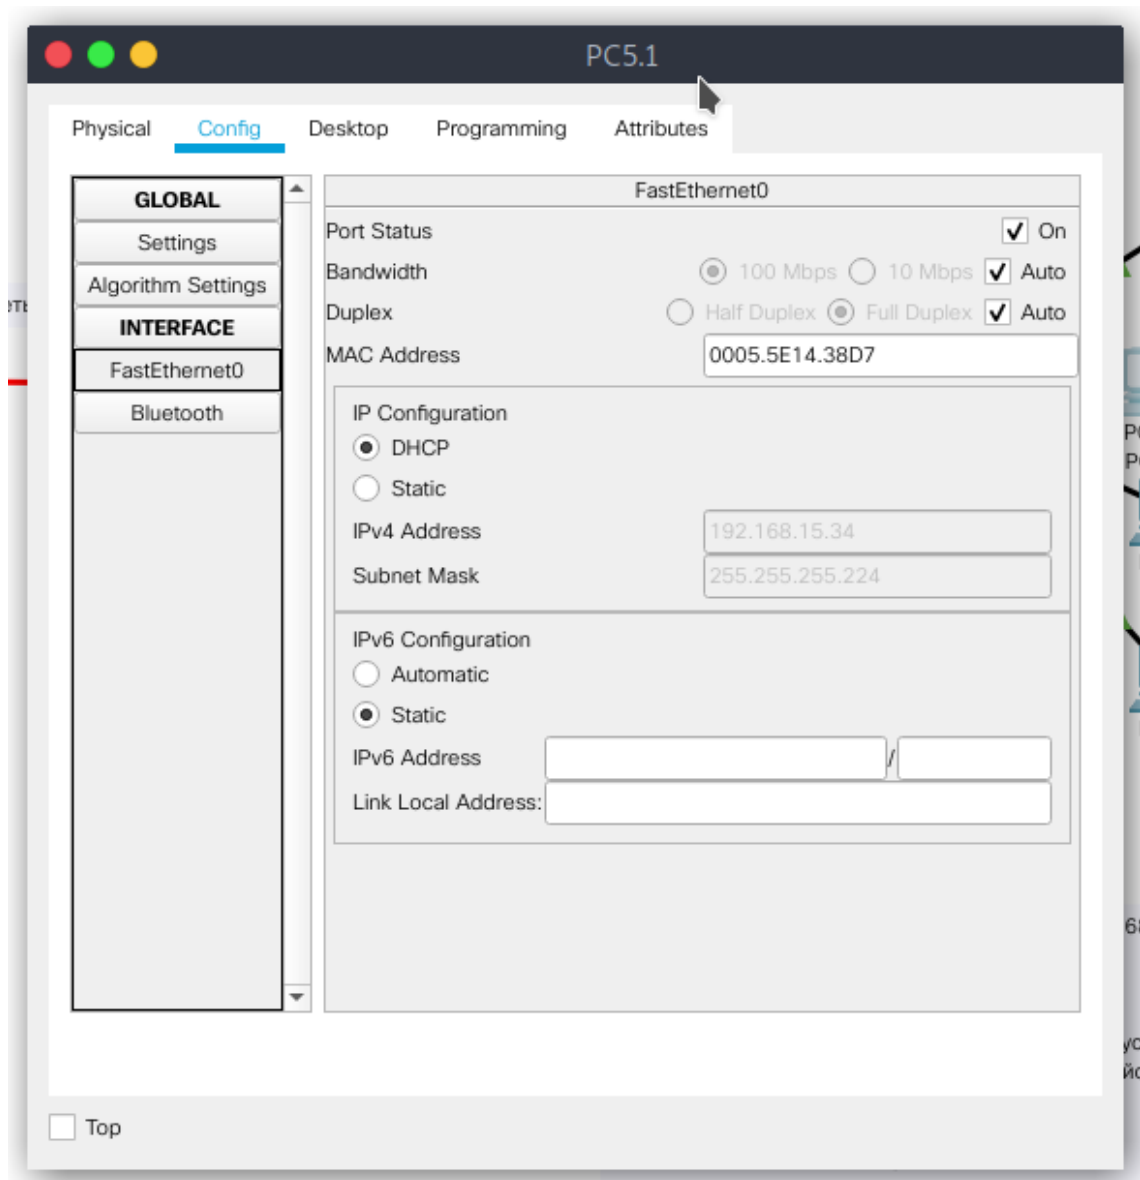 PC5.1
Physical Config Desktop Programming Attributes
GLOBAL
Settings
Algorithm Settings
INTERFACE
FastEthernet0
Bluetooth
FastEthernet0
Port Status On
Bandwidth 100 Mbps 10 Mbps Auto
Duplex Half Duplex Full Duplex Auto
MAC Address 0005.5E14.38D7
IP Configuration
DHCP
Static
IPv4 Address 192.168.15.34
Subnet Mask 255.255.255.224
IPv6 Configuration
Automatic
Static
IPv6 Address /
Link Local Address:
Top